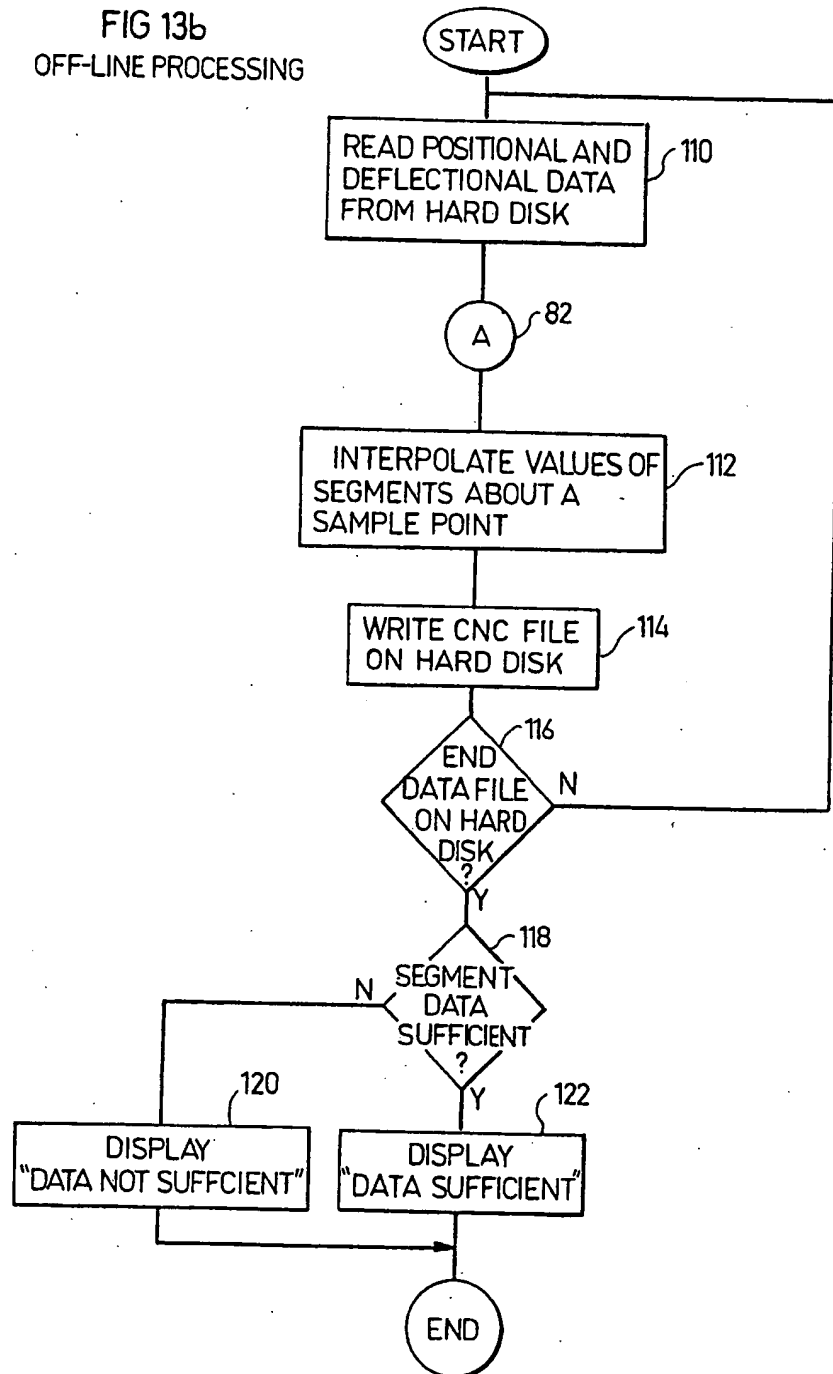 FIG 13b
OFF-LINE PROCESSING
START
READ POSITIONAL AND
DEFLECTIONAL DATA
FROM HARD DISK
110
A
82
INTERPOLATE VALUES OF
SEGMENTS ABOUT A
SAMPLE POINT
112
WRITE CNC FILE
ON HARD DISK
114
116
END
DATA FILE
ON HARD
DISK
?
N
Y
118
SEGMENT
DATA
SUFFICIENT
?
N
Y
120
DISPLAY
"DATA NOT SUFFCIENT"
122
DISPLAY
"DATA SUFFICIENT"
END